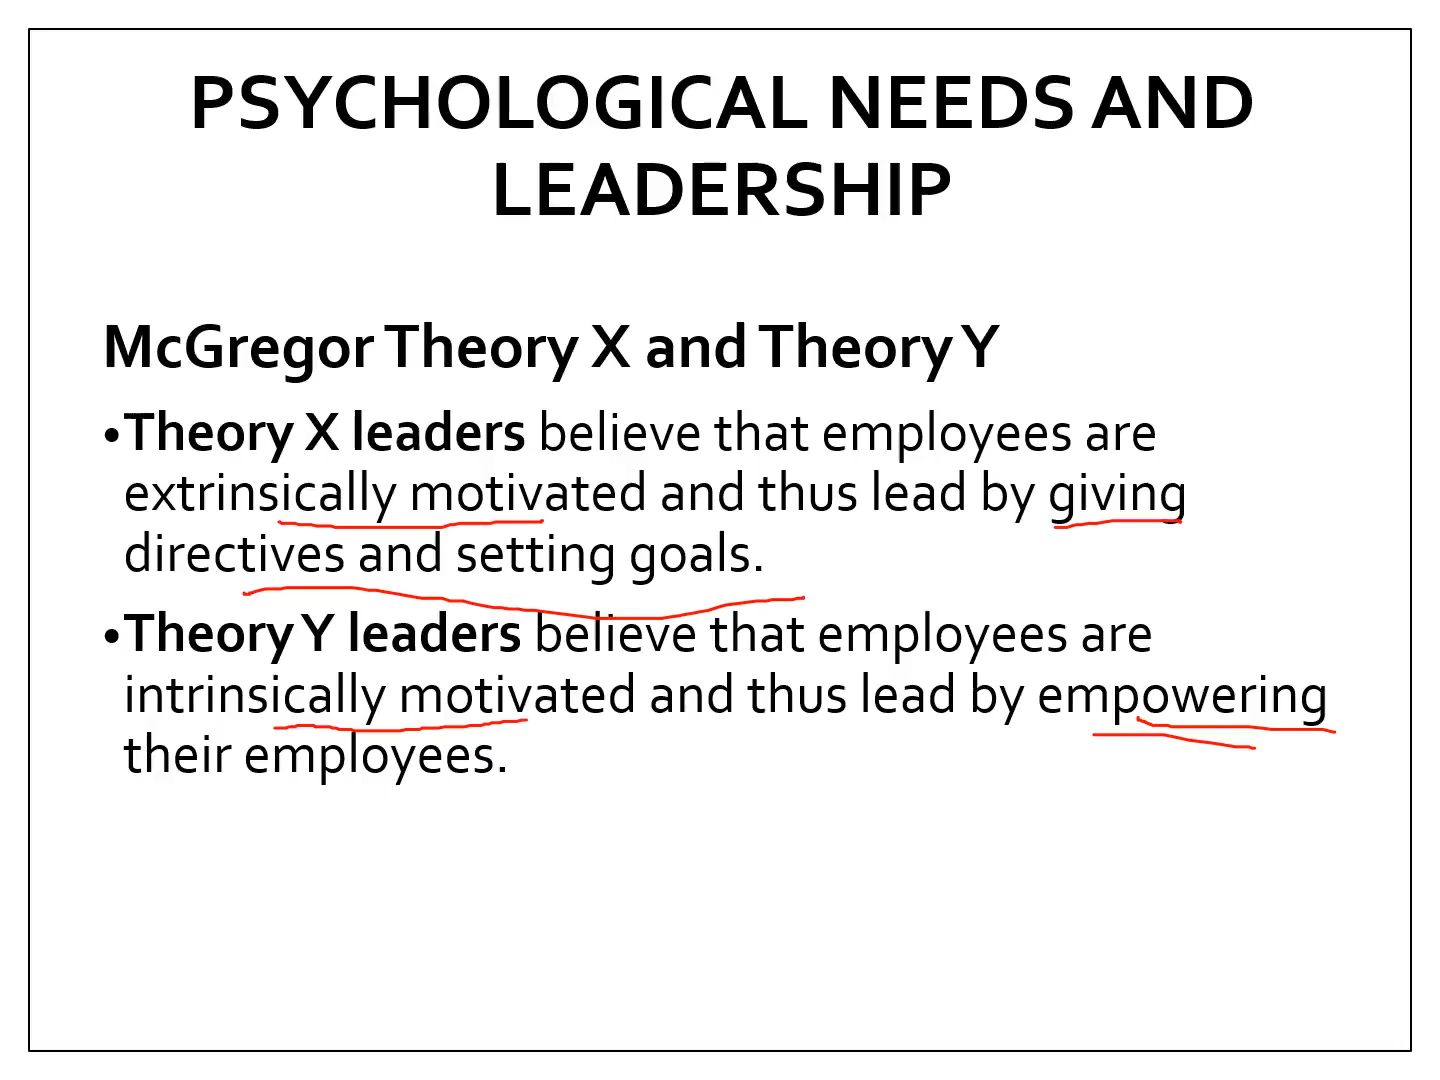 PSYCHOLOGICAL NEEDS AND
LEADERSHIP
McGregor Theory X and Theory Y
•Theory X leaders believe that employees are
extrinsically motivated and thus lead by giving
directives and setting goals.
•Theory Y leaders believe that employees are
intrinsically motivated and thus lead by empowering
their employees.